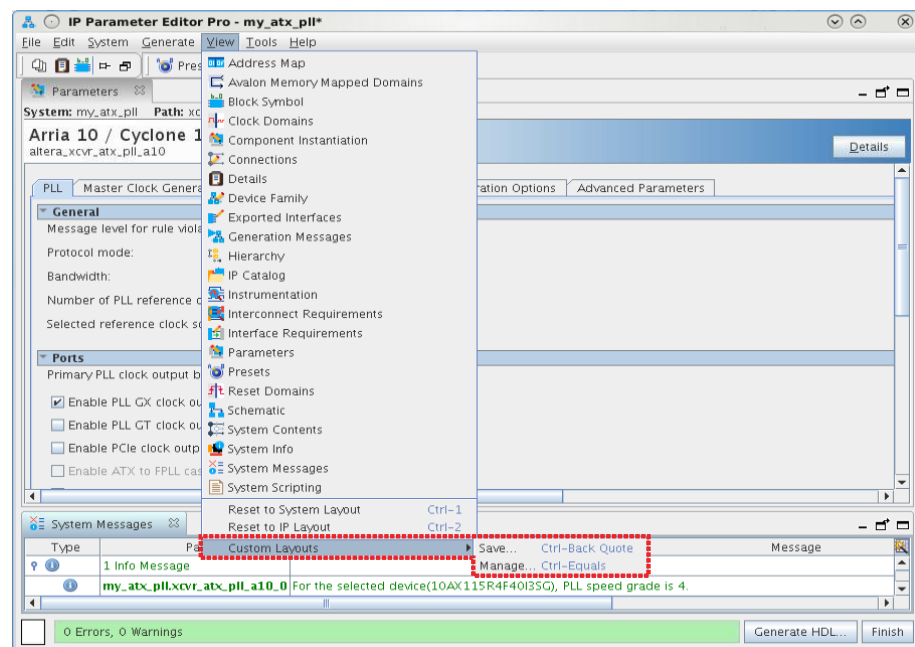 IP Parameter Editor Pro - my_atx_pll*
File Edit System Generate View Tools Help
Pres
Address Map
Avalon Memory Mapped Domains
Block Symbol
Clock Domains
Component Instantiation
Connections
Details
Device Family
Exported Interfaces
Generation Messages
Hierarchy
IP Catalog
Instrumentation
Interconnect Requirements
Interface Requirements
Parameters
Presets
Reset Domains
Schematic
System Contents
System Info
System Messages
System Scripting
Reset to System Layout Ctrl-1
Reset to IP Layout Ctrl-2
Custom Layouts
Save... Ctrl-Back Quote
Manage... Ctrl-Equals
Parameters
System: my_atx_pll Path: xc
Arria 10 / Cyclone 1
altera_xcvr_atx_pll_a10
Details
PLL Master Clock Genera ration Options Advanced Parameters
General
Message level for rule viola
Protocol mode:
Bandwidth:
Number of PLL reference c
Selected reference clock so
Ports
Primary PLL clock output b
Enable PLL GX clock ou
Enable PLL GT clock ou
Enable PCIe clock outp
Enable ATX to FPLL cas
System Messages
Type Pa Message
1 Info Message
my_atx_pll.xcvr_atx_pll_a10_0 For the selected device(10AX115R4F40I3SG), PLL speed grade is 4.
0 Errors, 0 Warnings
Generate HDL... Finish